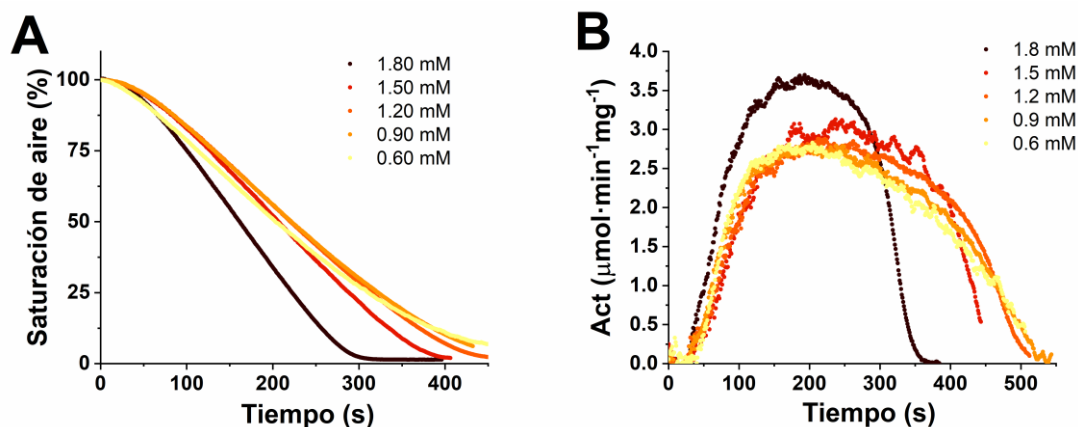 A
Saturación de aire (%)
100
75
50
25
0
0 100 200 300 400
Tiempo (s)
1.80 mM
1.50 mM
1.20 mM
0.90 mM
0.60 mM
B
Act (μmol·min⁻¹mg⁻¹)
4.0
3.5
3.0
2.5
2.0
1.5
1.0
0.5
0.0
0 100 200 300 400 500
Tiempo (s)
1.8 mM
1.5 mM
1.2 mM
0.9 mM
0.6 mM